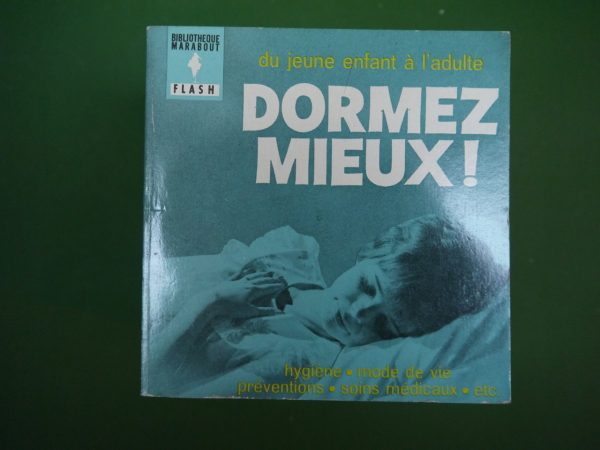 BIBLIOTHEQUE
MARABOUT
FLASH
du jeune enfant à l'adulte
DORMEZ
MIEUX!
hygiène • mode de vie
préventions • soins médicaux • etc.